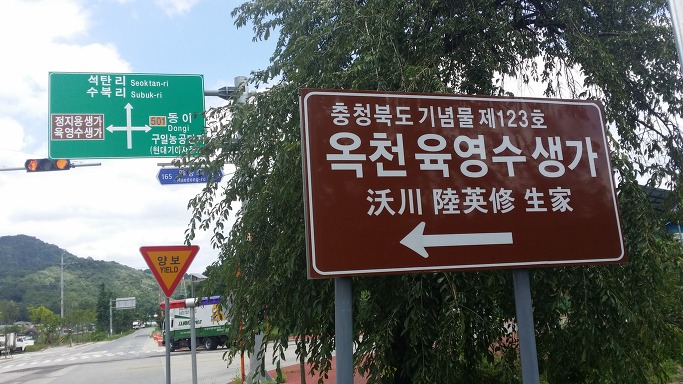 석탄리 Seoktan-ri
수북리 Subuk-ri
정지용생가
육영수생가
501 동이
Dongi
구일농공단지
165
양보
YIELD
충청북도 기념물 제123호
옥천육영수생가
沃川 陸英修 生家